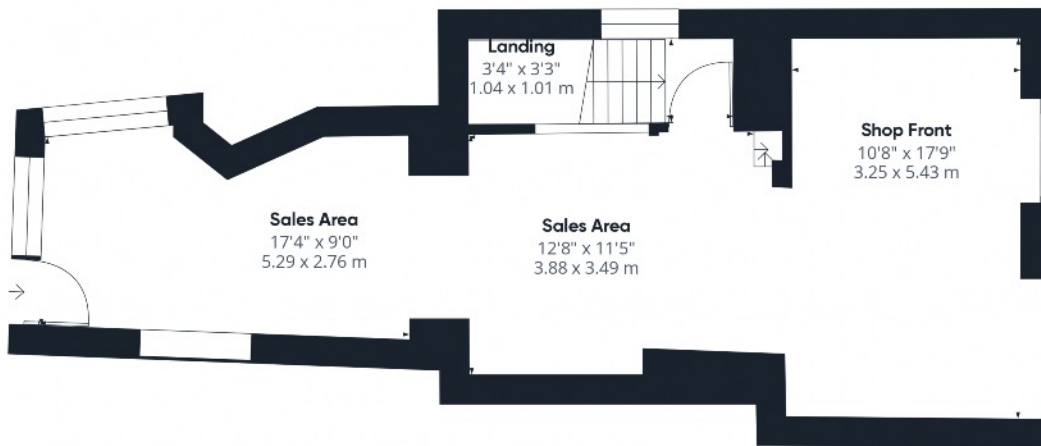 Landing
3'4" x 3'3"
1.04 x 1.01 m
Shop Front
10'8" x 17'9"
3.25 x 5.43 m
Sales Area
17'4" x 9'0"
5.29 x 2.76 m
Sales Area
12'8" x 11'5"
3.88 x 3.49 m